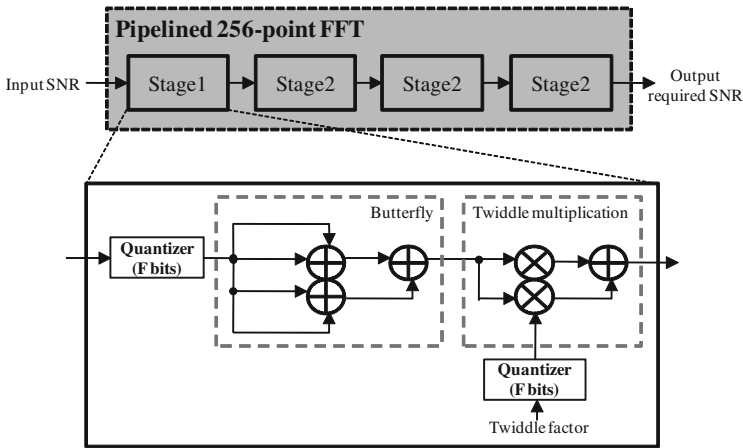 Pipelined 256-point FFT
Input SNR
Stage1
Stage2
Stage2
Stage2
Output
required SNR
Butterfly
Twiddle multiplication
Quantizer
(F bits)
Quantizer
(F bits)
Twiddle factor